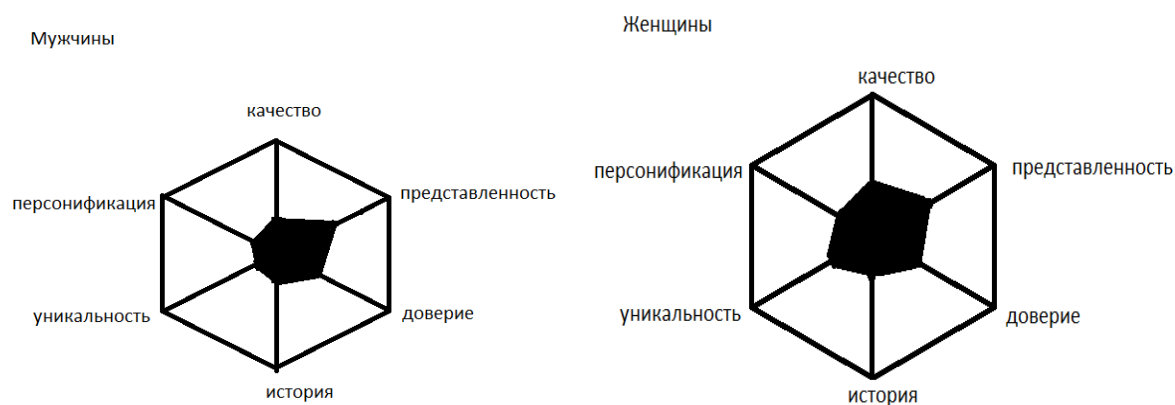 Мужчины
качество
персонификация
представленность
уникальность
доверие
история
Женщины
качество
персонификация
представленность
уникальность
доверие
история